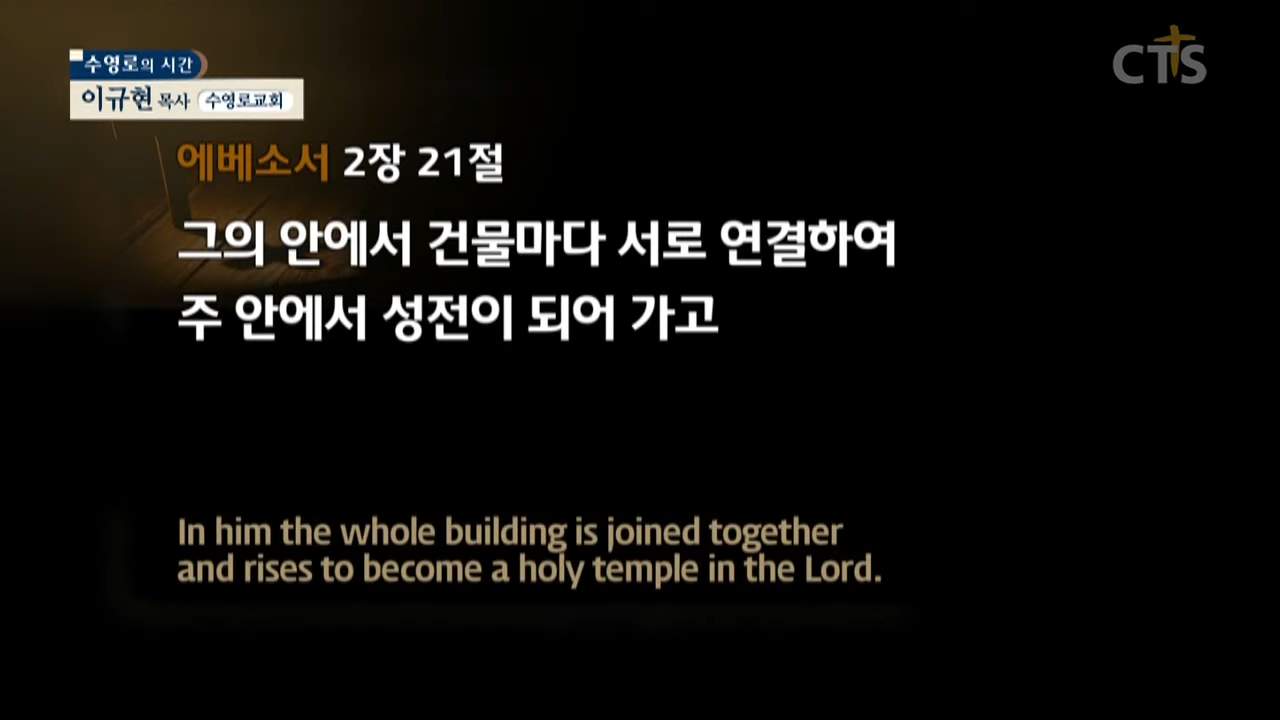 수영로의 시간
이규현 목사 수영로교회
CTS
에베소서 2장 21절
그의 안에서 건물마다 서로 연결하여
주 안에서 성전이 되어 가고
In him the whole building is joined together
and rises to become a holy temple in the Lord.